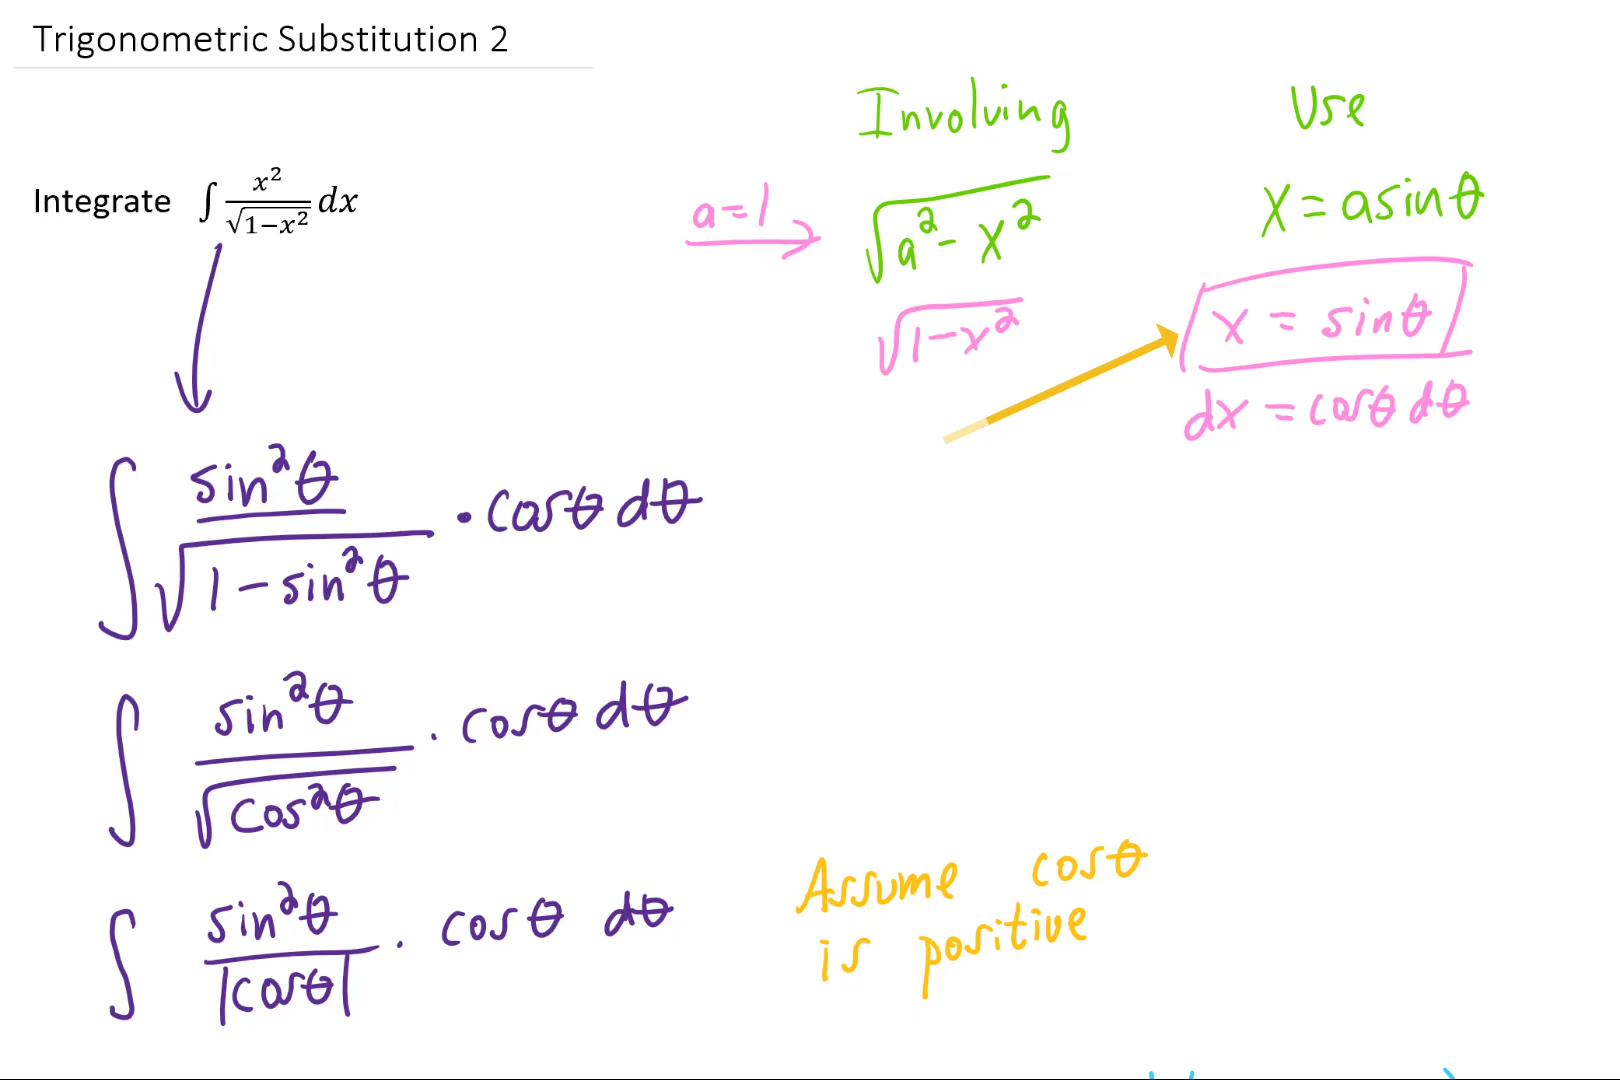 Trigonometric Substitution 2
Involving
Use
Integrate ∫ x²/√(1−x²) dx
a=1
√(a² - x²)
x = a sinθ
√(1-x²)
x = sinθ
dx = cosθ dθ
∫ sin²θ/√(1 - sin²θ) · cosθ dθ
∫ sin²θ/√(cos²θ) · cosθ dθ
∫ sin²θ/|cosθ| · cosθ dθ
Assume cosθ
is positive